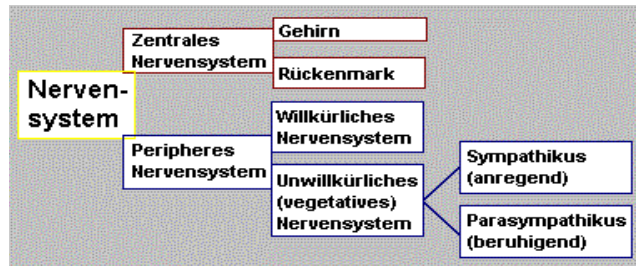 Nerven-
system
Zentrales
Nervensystem
Gehirn
Rückenmark
Peripheres
Nervensystem
Willkürliches
Nervensystem
Unwillkürliches
(vegetatives)
Nervensystem
Sympathikus
(anregend)
Parasympathikus
(beruhigend)